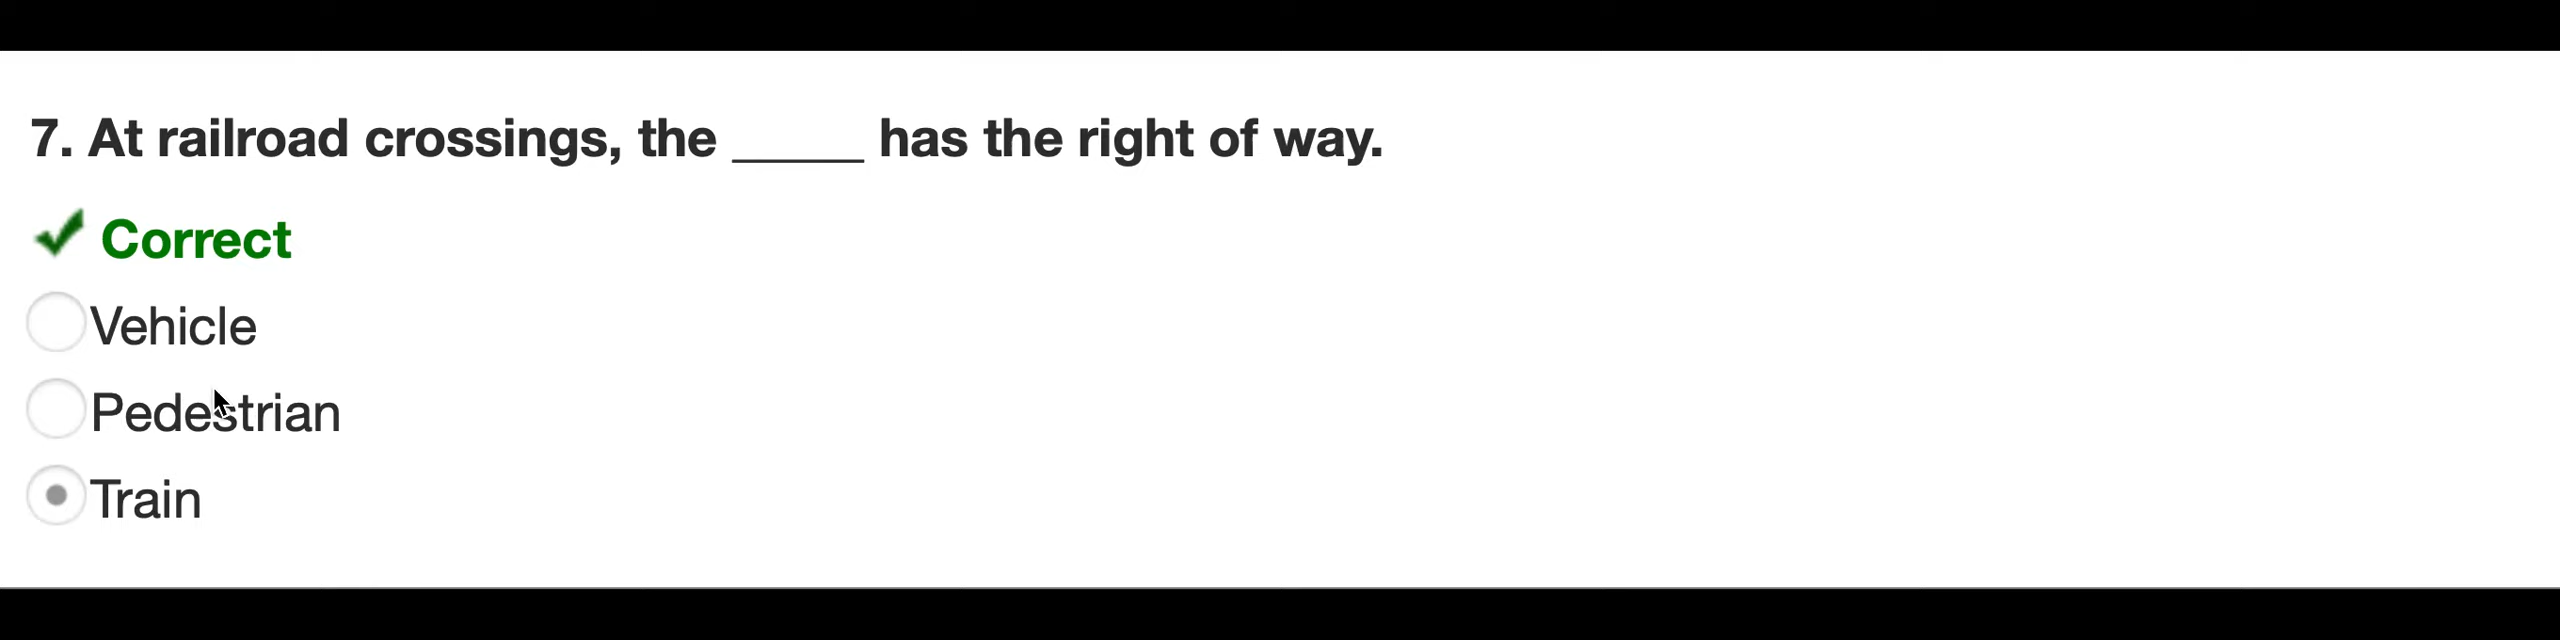 7. At railroad crossings, the _____ has the right of way.
Correct
Vehicle
Pedestrian
Train